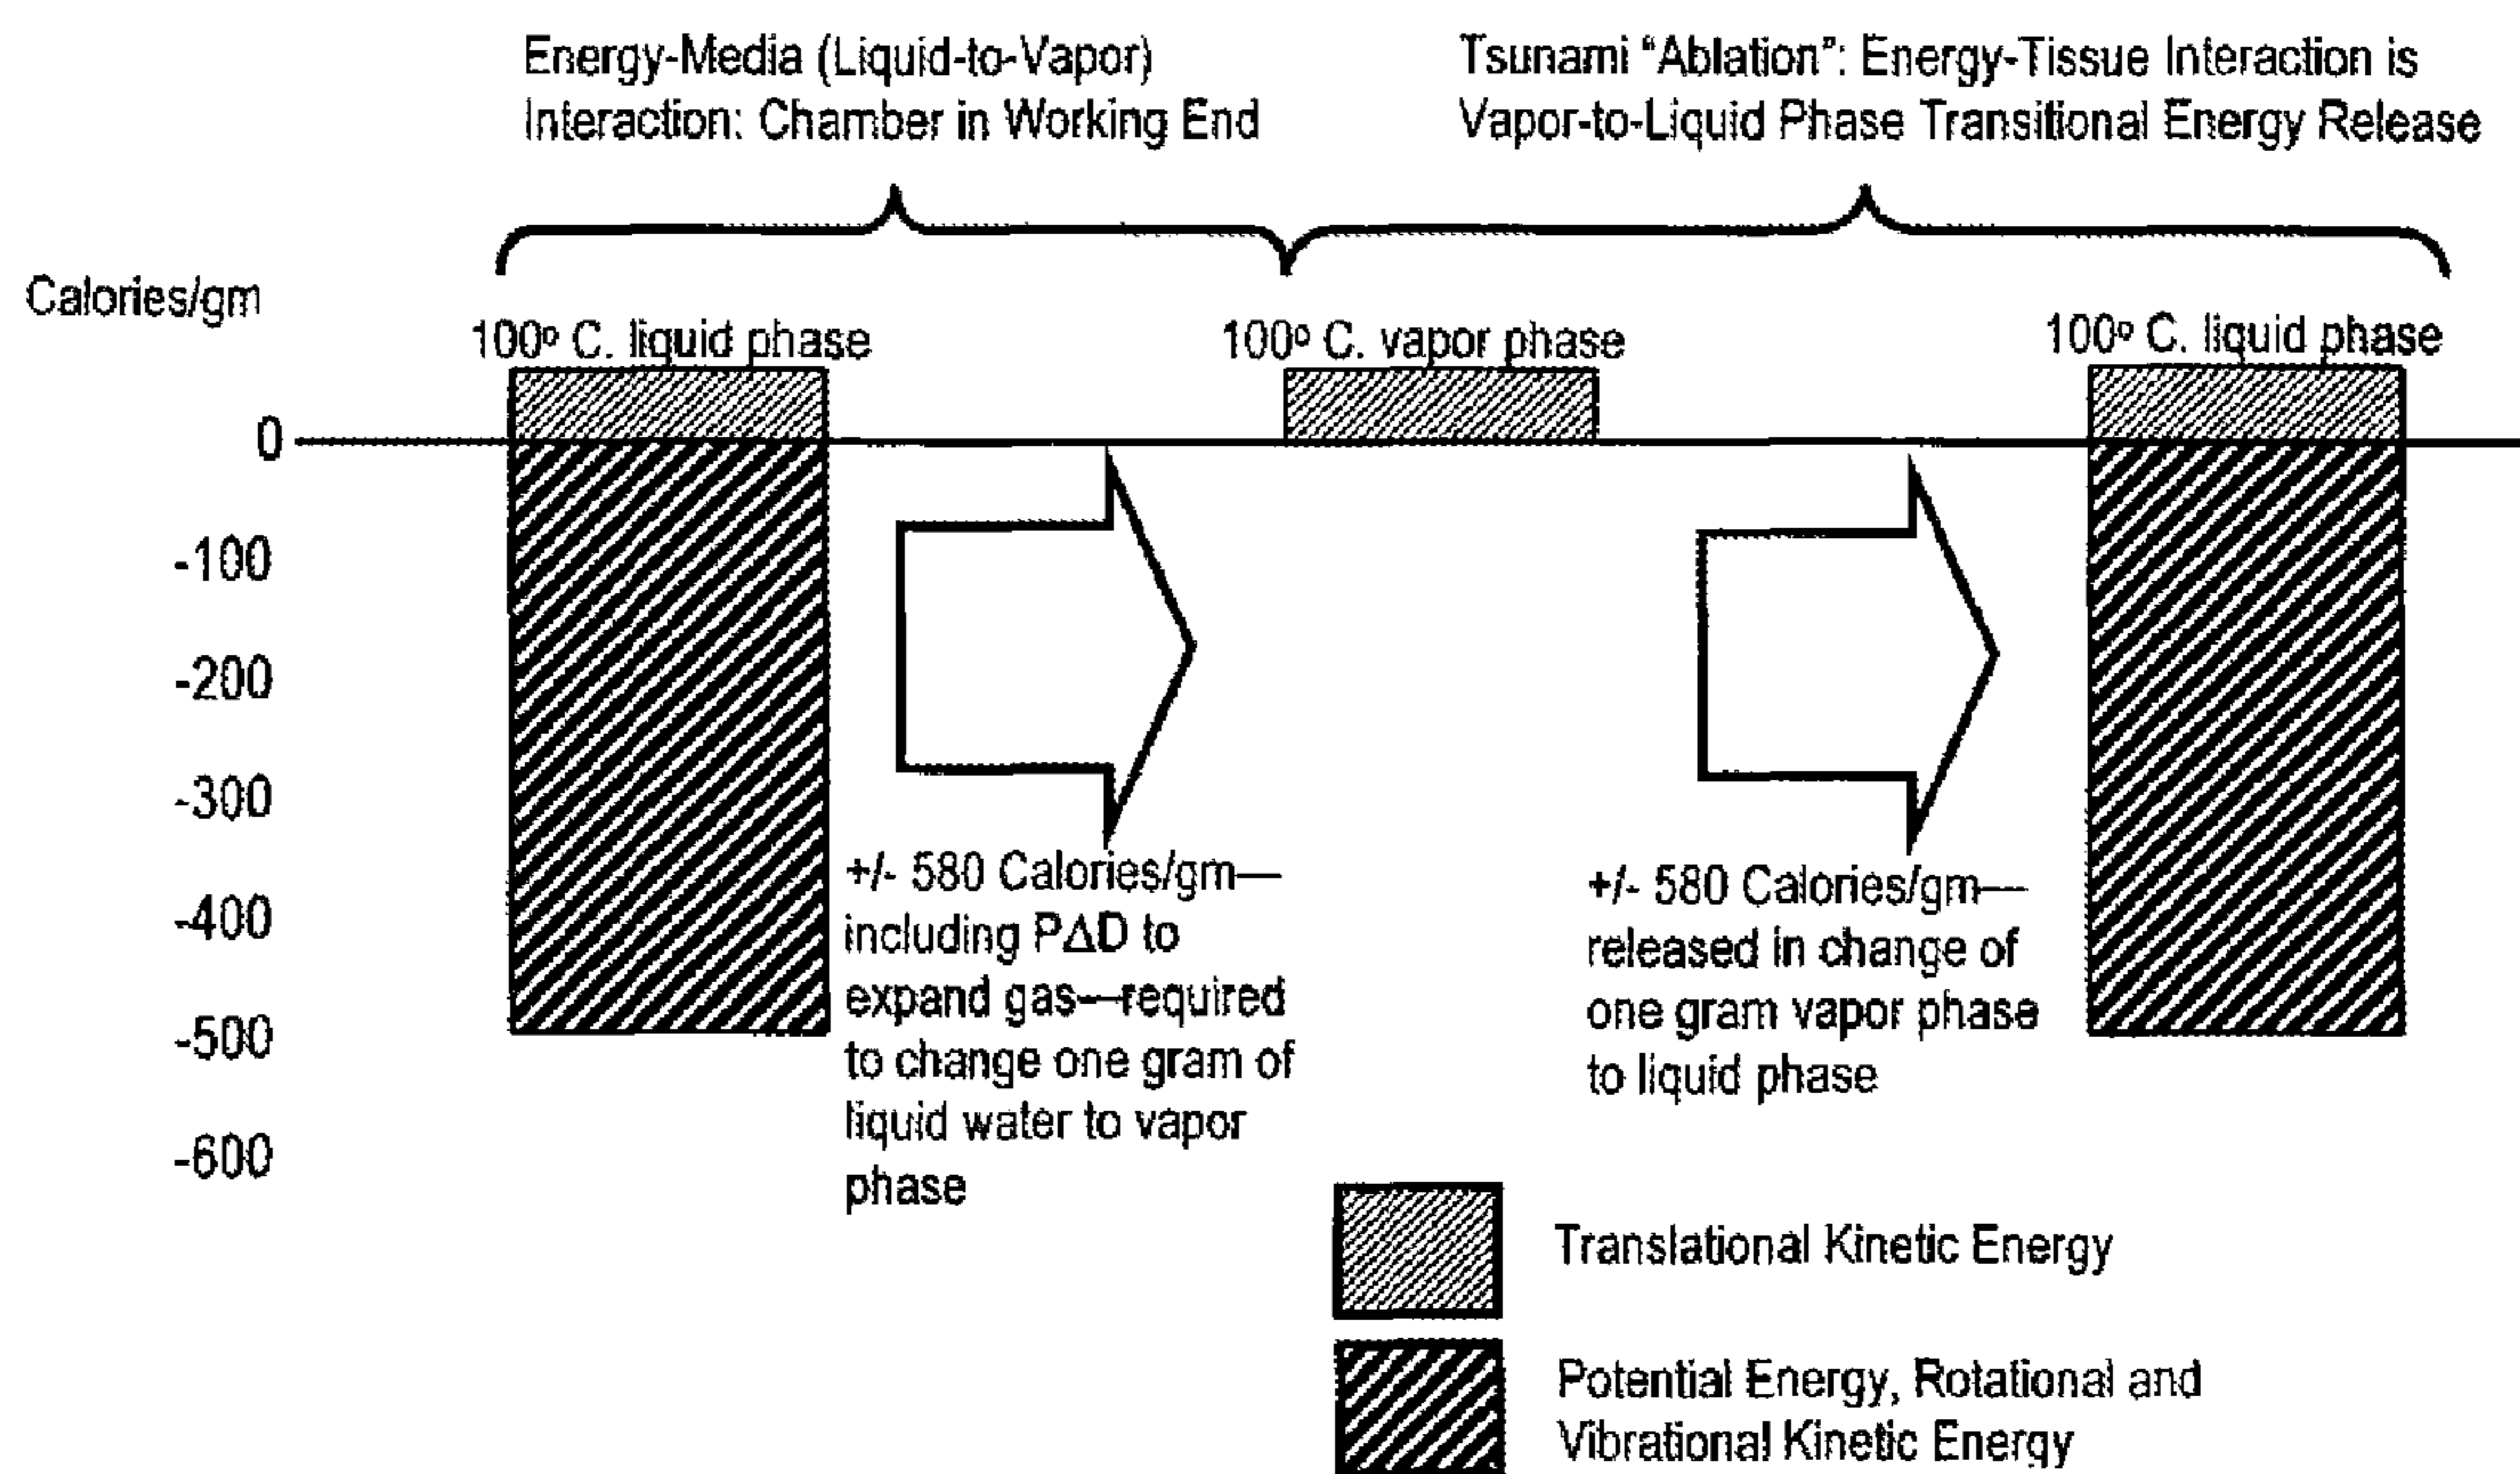 Energy-Media (Liquid-to-Vapor)
Interaction: Chamber in Working End
Tsunami "Ablation": Energy-Tissue Interaction is
Vapor-to-Liquid Phase Transitional Energy Release
Calories/gm
100º C. liquid phase
100º C. vapor phase
100º C. liquid phase
0
-100
-200
-300
-400
-500
-600
+/- 580 Calories/gm—
including PΔD to
expand gas—required
to change one gram of
liquid water to vapor
phase
+/- 580 Calories/gm—
released in change of
one gram vapor phase
to liquid phase
Translational Kinetic Energy
Potential Energy, Rotational and
Vibrational Kinetic Energy